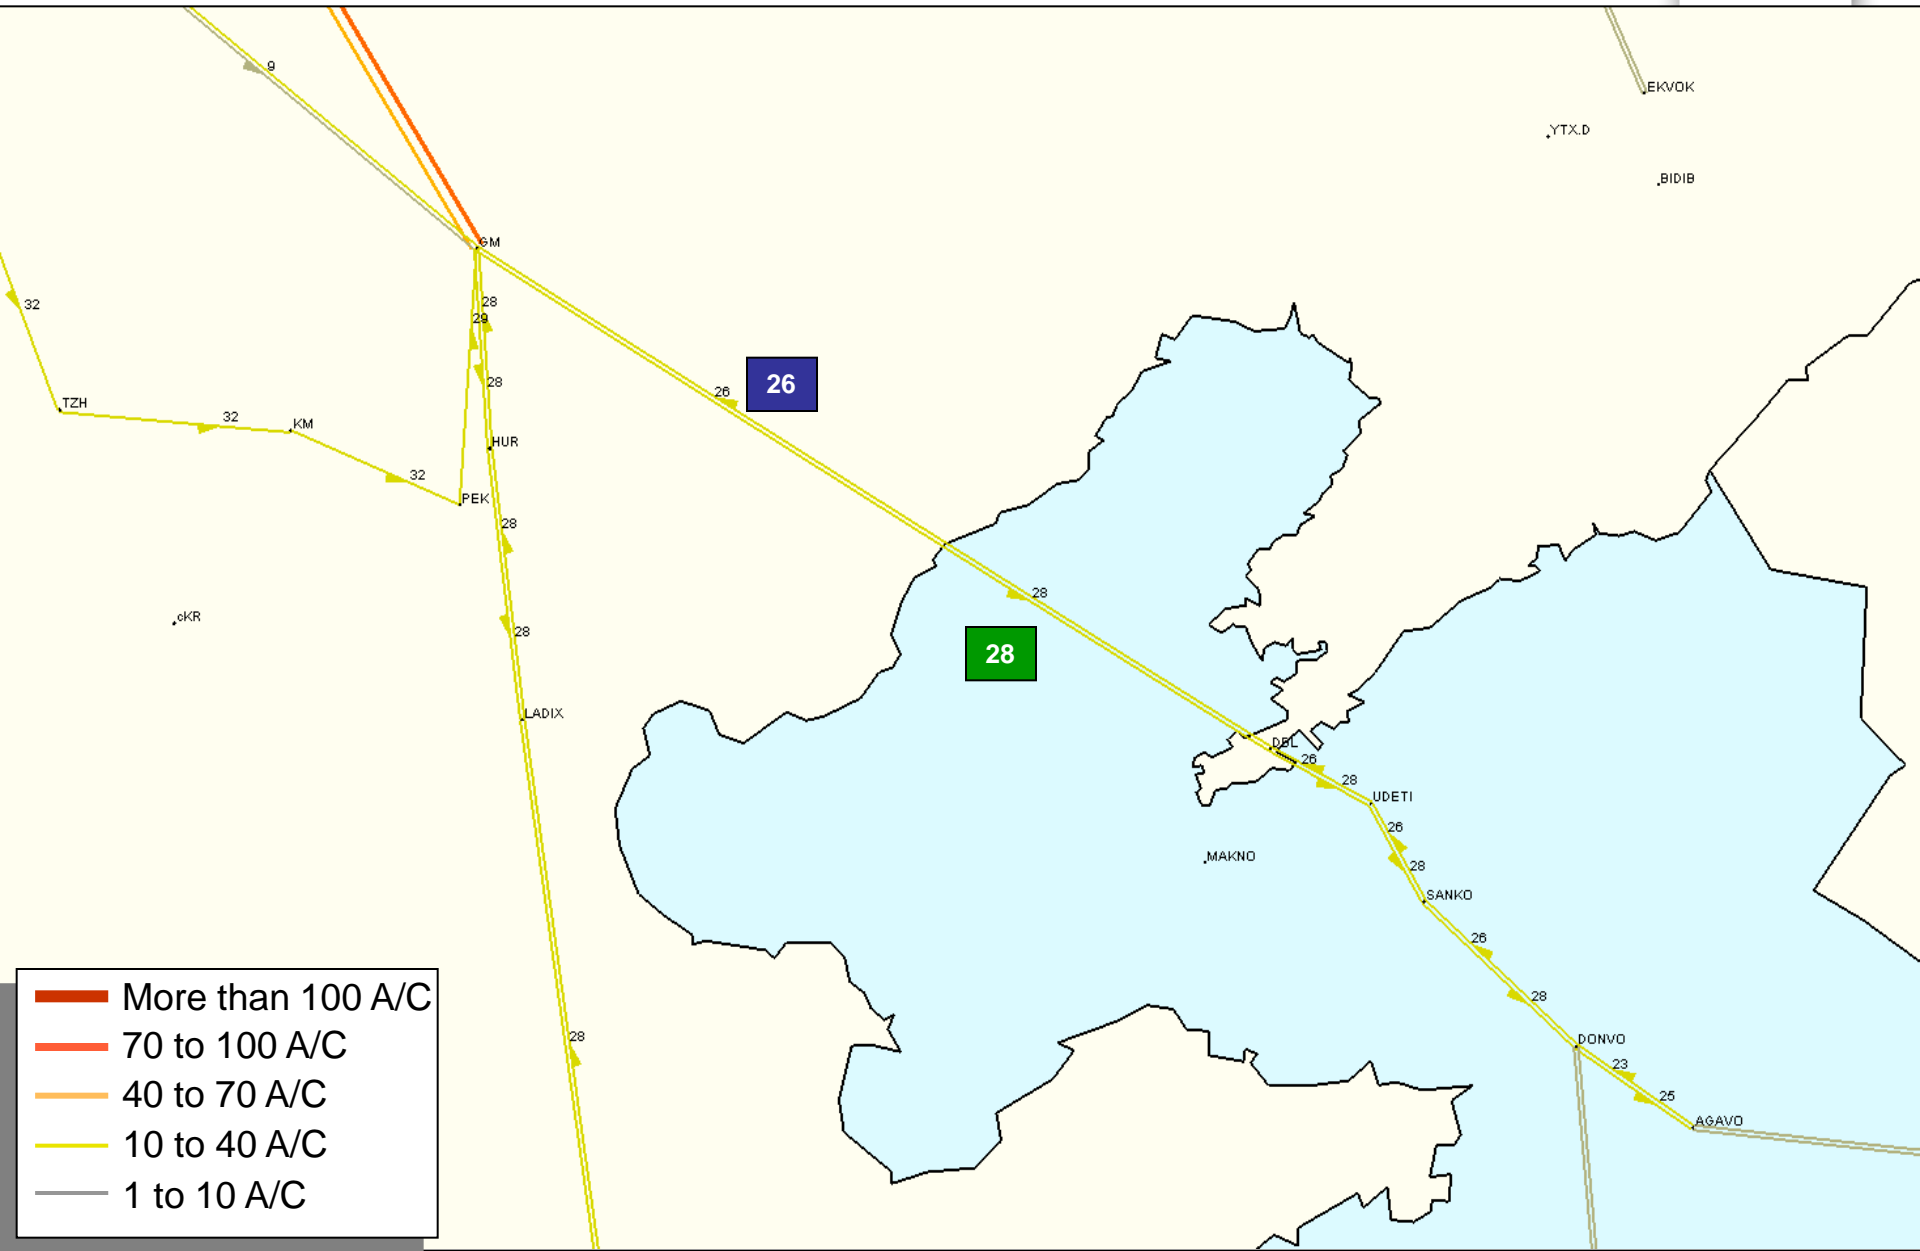 9
EKVOK
YTX.D
BIDIB
GM
32
28
29
28
26
26
TZH
32
KM
HUR
32
PEK
28
28
cKR
28
28
LADIX
DBL
26
28
UDETI
26
28
MAKNO
SANKO
26
28
28
DONVO
23
25
AGAVO
More than 100 A/C
70 to 100 A/C
40 to 70 A/C
10 to 40 A/C
1 to 10 A/C